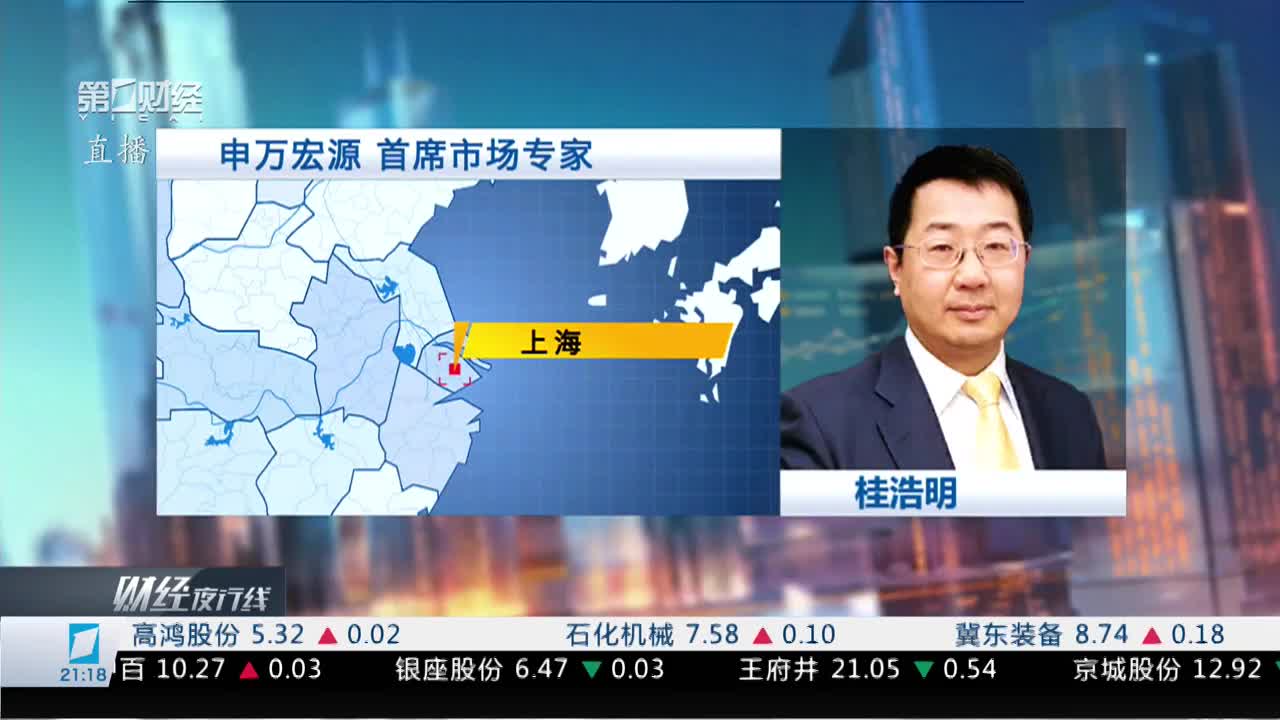 第一财经
YICAI
直播
申万宏源 首席市场专家
上海
桂浩明
财经夜行线
高鸿股份 5.32 ▲ 0.02 石化机械 7.58 ▲ 0.10 冀东装备 8.74 ▲ 0.18
21:18
百 10.27 ▲ 0.03 银座股份 6.47 ▼ 0.03 王府井 21.05 ▼ 0.54 京城股份 12.92